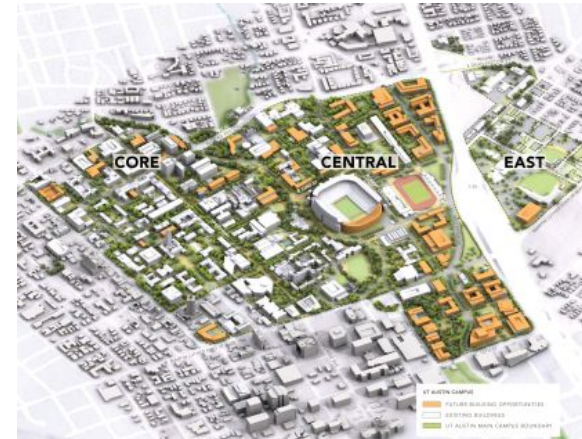 CORE
CENTRAL
EAST
UT AUSTIN CAMPUS
FUTURE BUILDING OPPORTUNITIES
EXISTING BUILDINGS
UT AUSTIN MAIN CAMPUS BOUNDARY